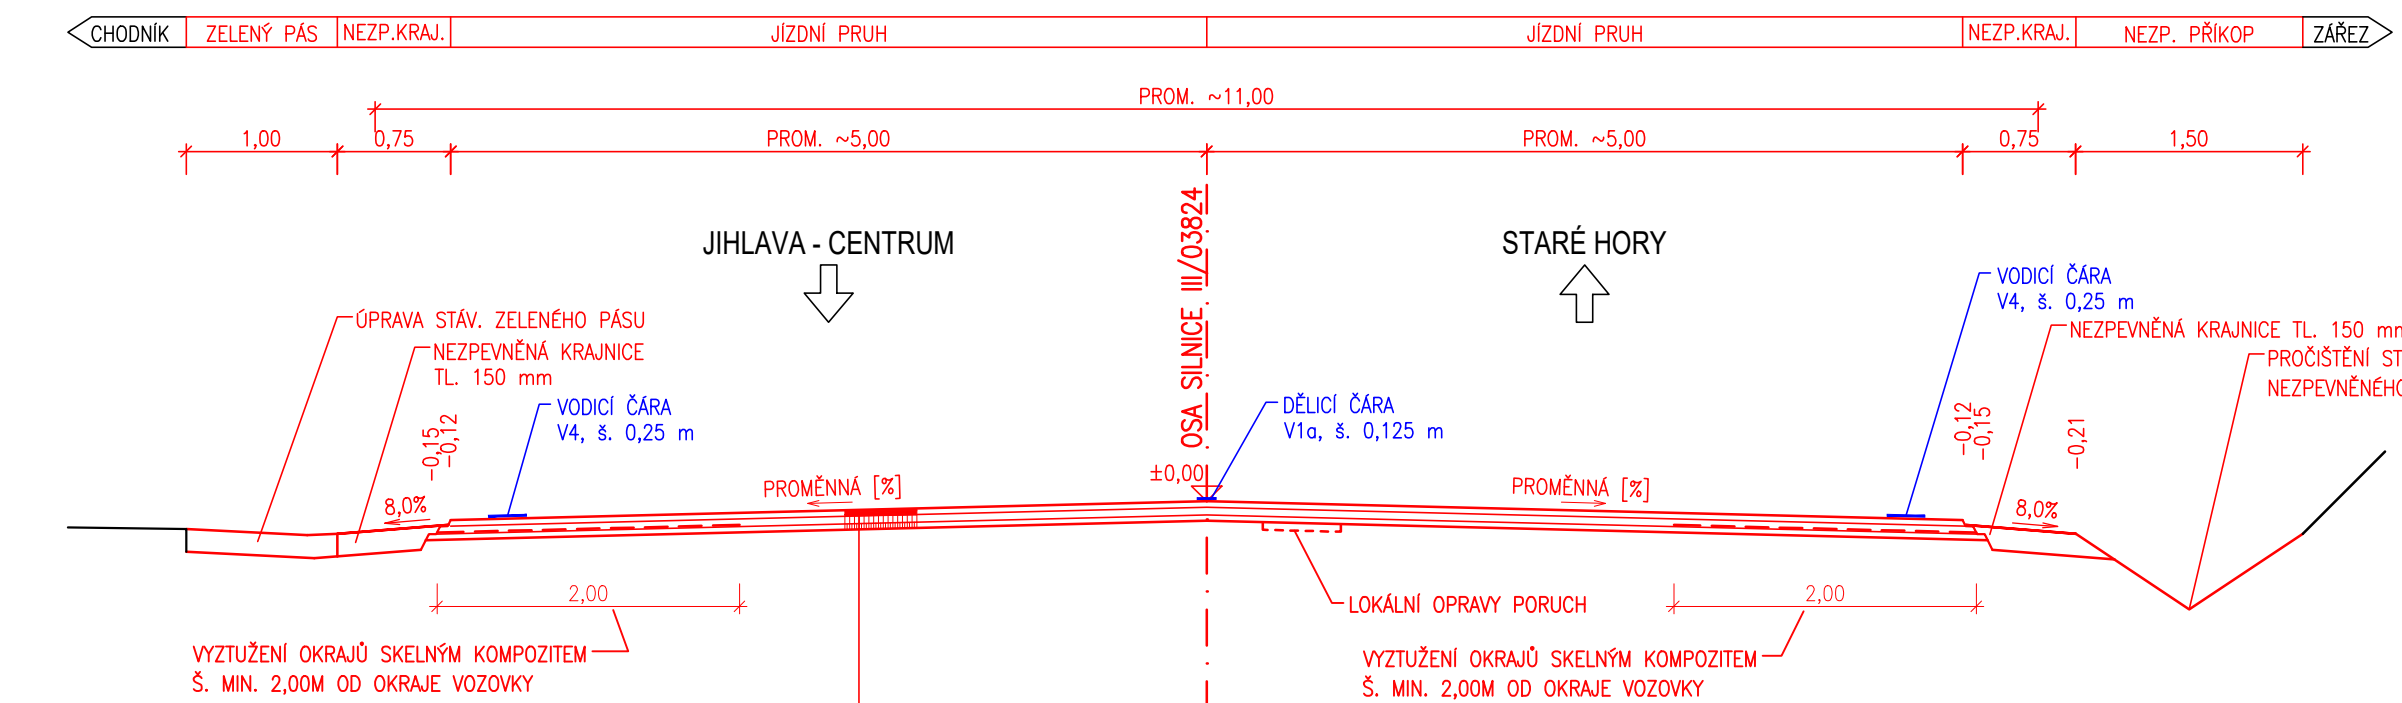 CHODNÍK
ZELENÝ PÁS
NEZP.KRAJ.
JÍZDNÍ PRUH
JÍZDNÍ PRUH
NEZP.KRAJ.
NEZP. PŘÍKOP
ZÁŘEZ
PROM. ~11,00
1,00
0,75
PROM. ~5,00
PROM. ~5,00
0,75
1,50
OSA SILNICE III/03824
JIHLAVA - CENTRUM
STARÉ HORY
VODICÍ ČÁRA
V4, š. 0,25 m
ÚPRAVA STÁV. ZELENÉHO PÁSU
NEZPEVNĚNÁ KRAJNICE
TL. 150 mm
NEZPEVNĚNÁ KRAJNICE TL. 150 mm
PROČIŠTĚNÍ ST
NEZPEVNĚNÉHO
VODICÍ ČÁRA
V4, š. 0,25 m
DĚLICÍ ČÁRA
V1a, š. 0,125 m
-0,15
-0,12
-0,12
-0,15
-0,21
±0,00
8,0%
PROMĚNNÁ [%]
PROMĚNNÁ [%]
8,0%
2,00
2,00
LOKÁLNÍ OPRAVY PORUCH
VYZTUŽENÍ OKRAJŮ SKELNÝM KOMPOZITEM
Š. MIN. 2,00M OD OKRAJE VOZOVKY
VYZTUŽENÍ OKRAJŮ SKELNÝM KOMPOZITEM
Š. MIN. 2,00M OD OKRAJE VOZOVKY